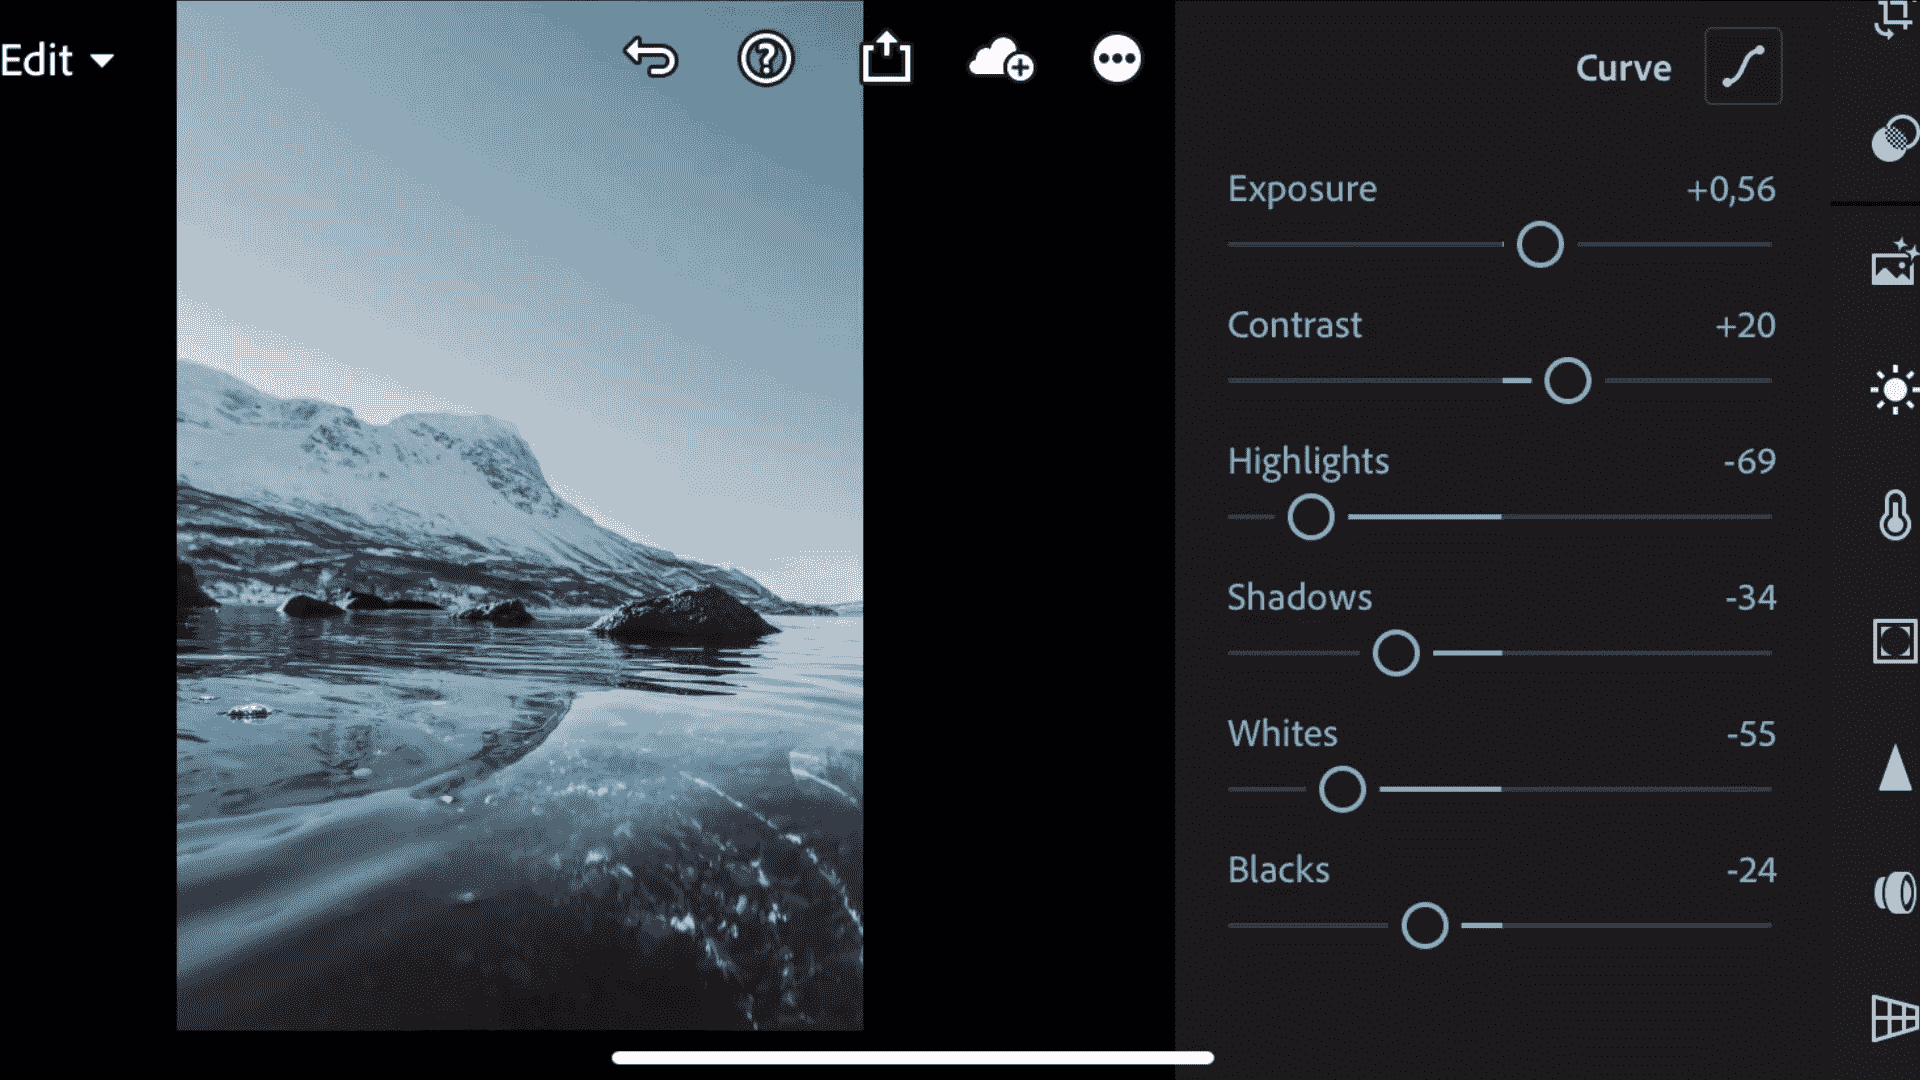 Edit
Curve
Exposure +0,56
Contrast +20
Highlights -69
Shadows -34
Whites -55
Blacks -24